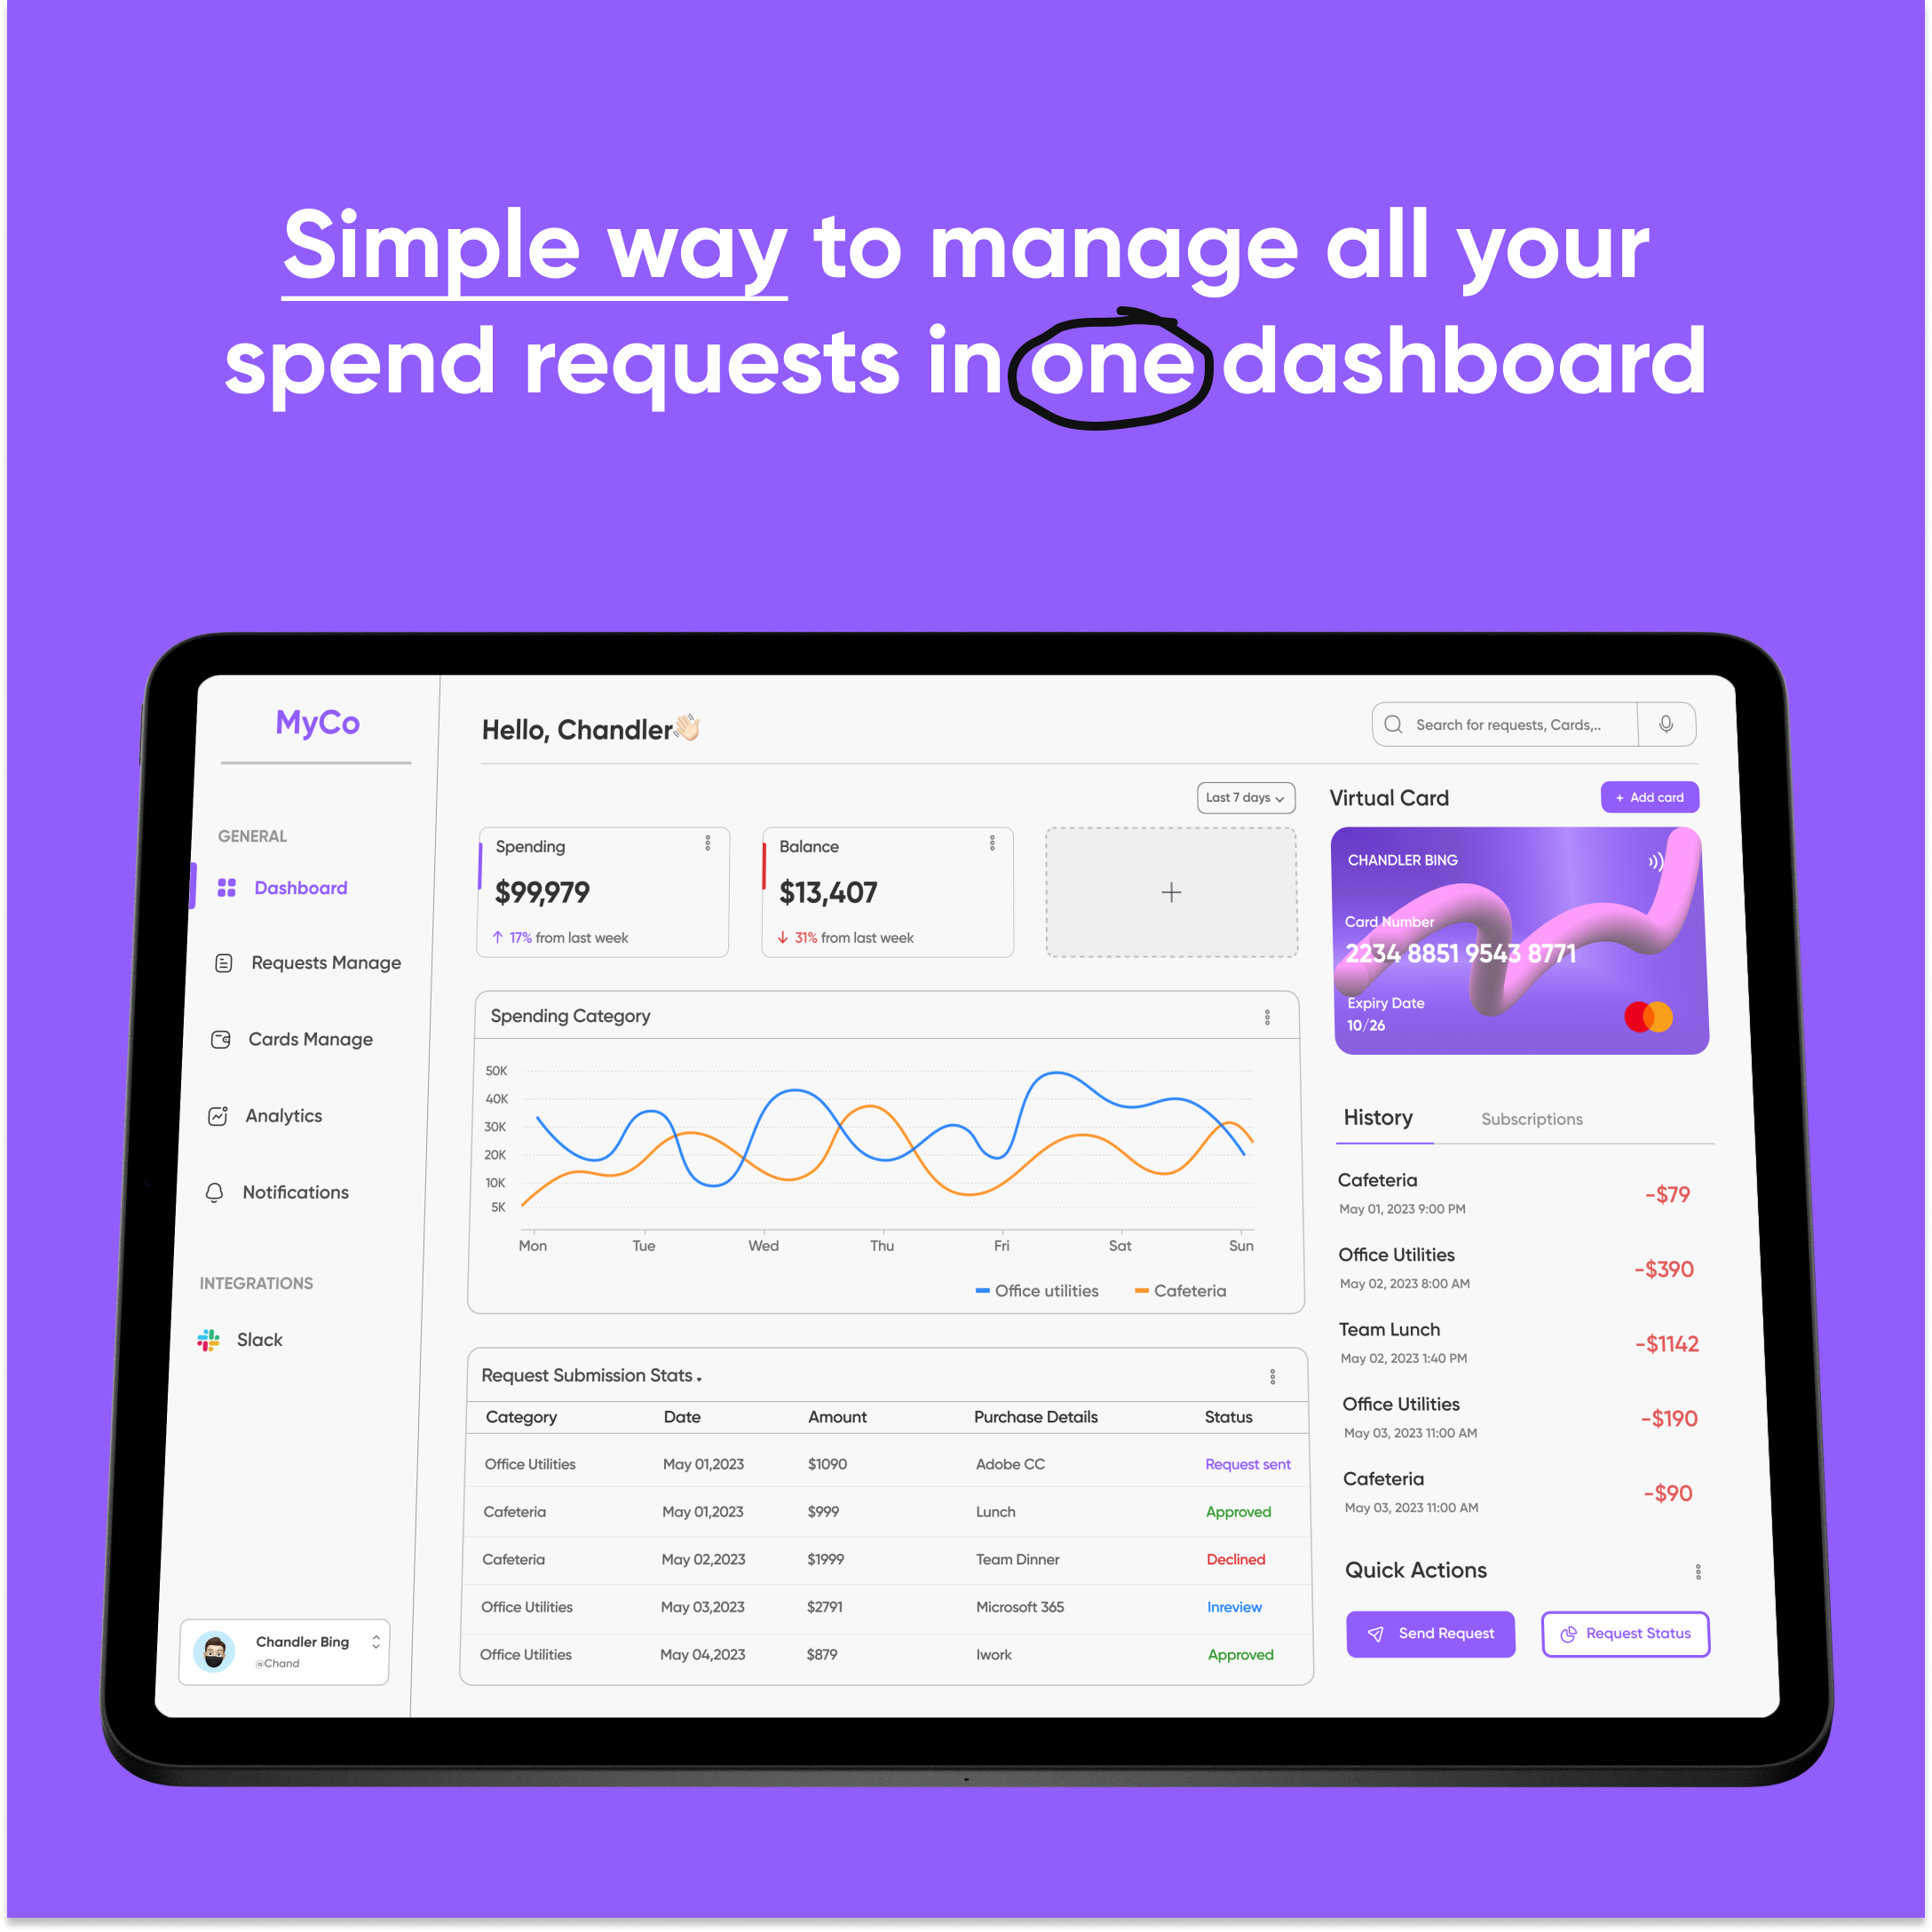 Simple way to manage all your
spend requests in one dashboard
MyCo
GENERAL
Dashboard
Requests Manage
Cards Manage
Analytics
Notifications
INTEGRATIONS
Slack
Chandler Bing
@Chand
Hello, Chandler👋🏻
Search for requests, Cards,..
Last 7 days
Spending
$99,979
↑ 17% from last week
Balance
$13,407
↓ 31% from last week
+
Spending Category
50K
40K
30K
20K
10K
5K
Mon Tue Wed Thu Fri Sat Sun
Office utilities Cafeteria
Request Submission Stats
Category Date Amount Purchase Details Status
Office Utilities May 01,2023 $1090 Adobe CC Request sent
Cafeteria May 01,2023 $999 Lunch Approved
Cafeteria May 02,2023 $1999 Team Dinner Declined
Office Utilities May 03,2023 $2791 Microsoft 365 Inreview
Office Utilities May 04,2023 $879 Iwork Approved
Virtual Card
+ Add card
CHANDLER BING
Card Number
2234 8851 9543 8771
Expiry Date
10/26
History Subscriptions
Cafeteria
-$79
May 01, 2023 9:00 PM
Office Utilities
-$390
May 02, 2023 8:00 AM
Team Lunch
-$1142
May 02, 2023 1:40 PM
Office Utilities
-$190
May 03, 2023 11:00 AM
Cafeteria
-$90
May 03, 2023 11:00 AM
Quick Actions
Send Request
Request Status